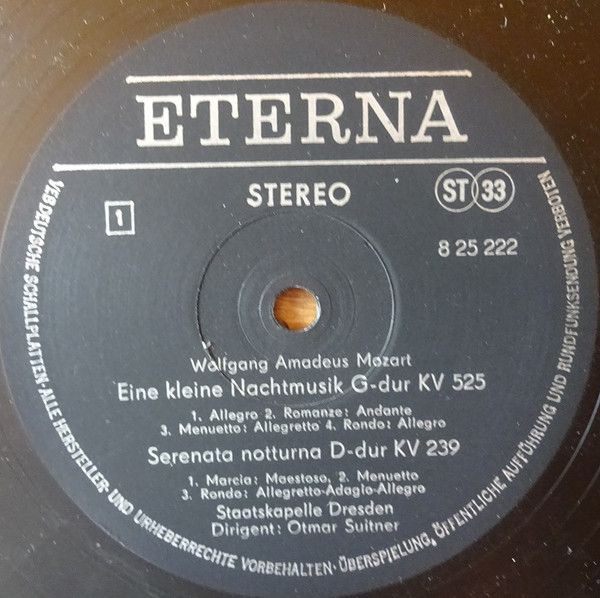 ETERNA
STEREO
ST 33
1
8 25 222
Wolfgang Amadeus Mozart
Eine kleine Nachtmusik G-dur KV 525
1. Allegro 2. Romanze: Andante
3. Menuetto: Allegretto 4. Rondo: Allegro
Serenata notturna D-dur KV 239
1. Marcia: Maestoso, 2. Menuetto
3. Rondo: Allegretto-Adagio-Allegro
Staatskapelle Dresden
Dirigent: Otmar Suitner
VEB DEUTSCHE SCHALLPLATTEN · ALLE HERSTELLER- UND URHEBERRECHTE VORBEHALTEN · ÜBERSPIELUNG, ÖFFENTLICHE AUFFÜHRUNG UND RUNDFUNKSENDUNG VERBOTEN